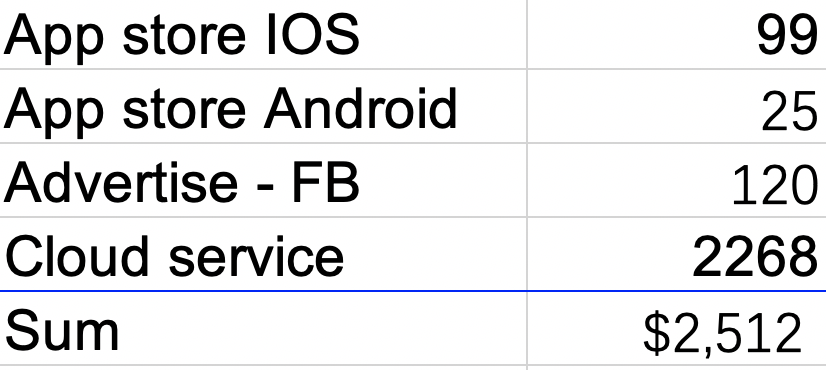 App store IOS 99
App store Android 25
Advertise - FB 120
Cloud service 2268
Sum $2,512